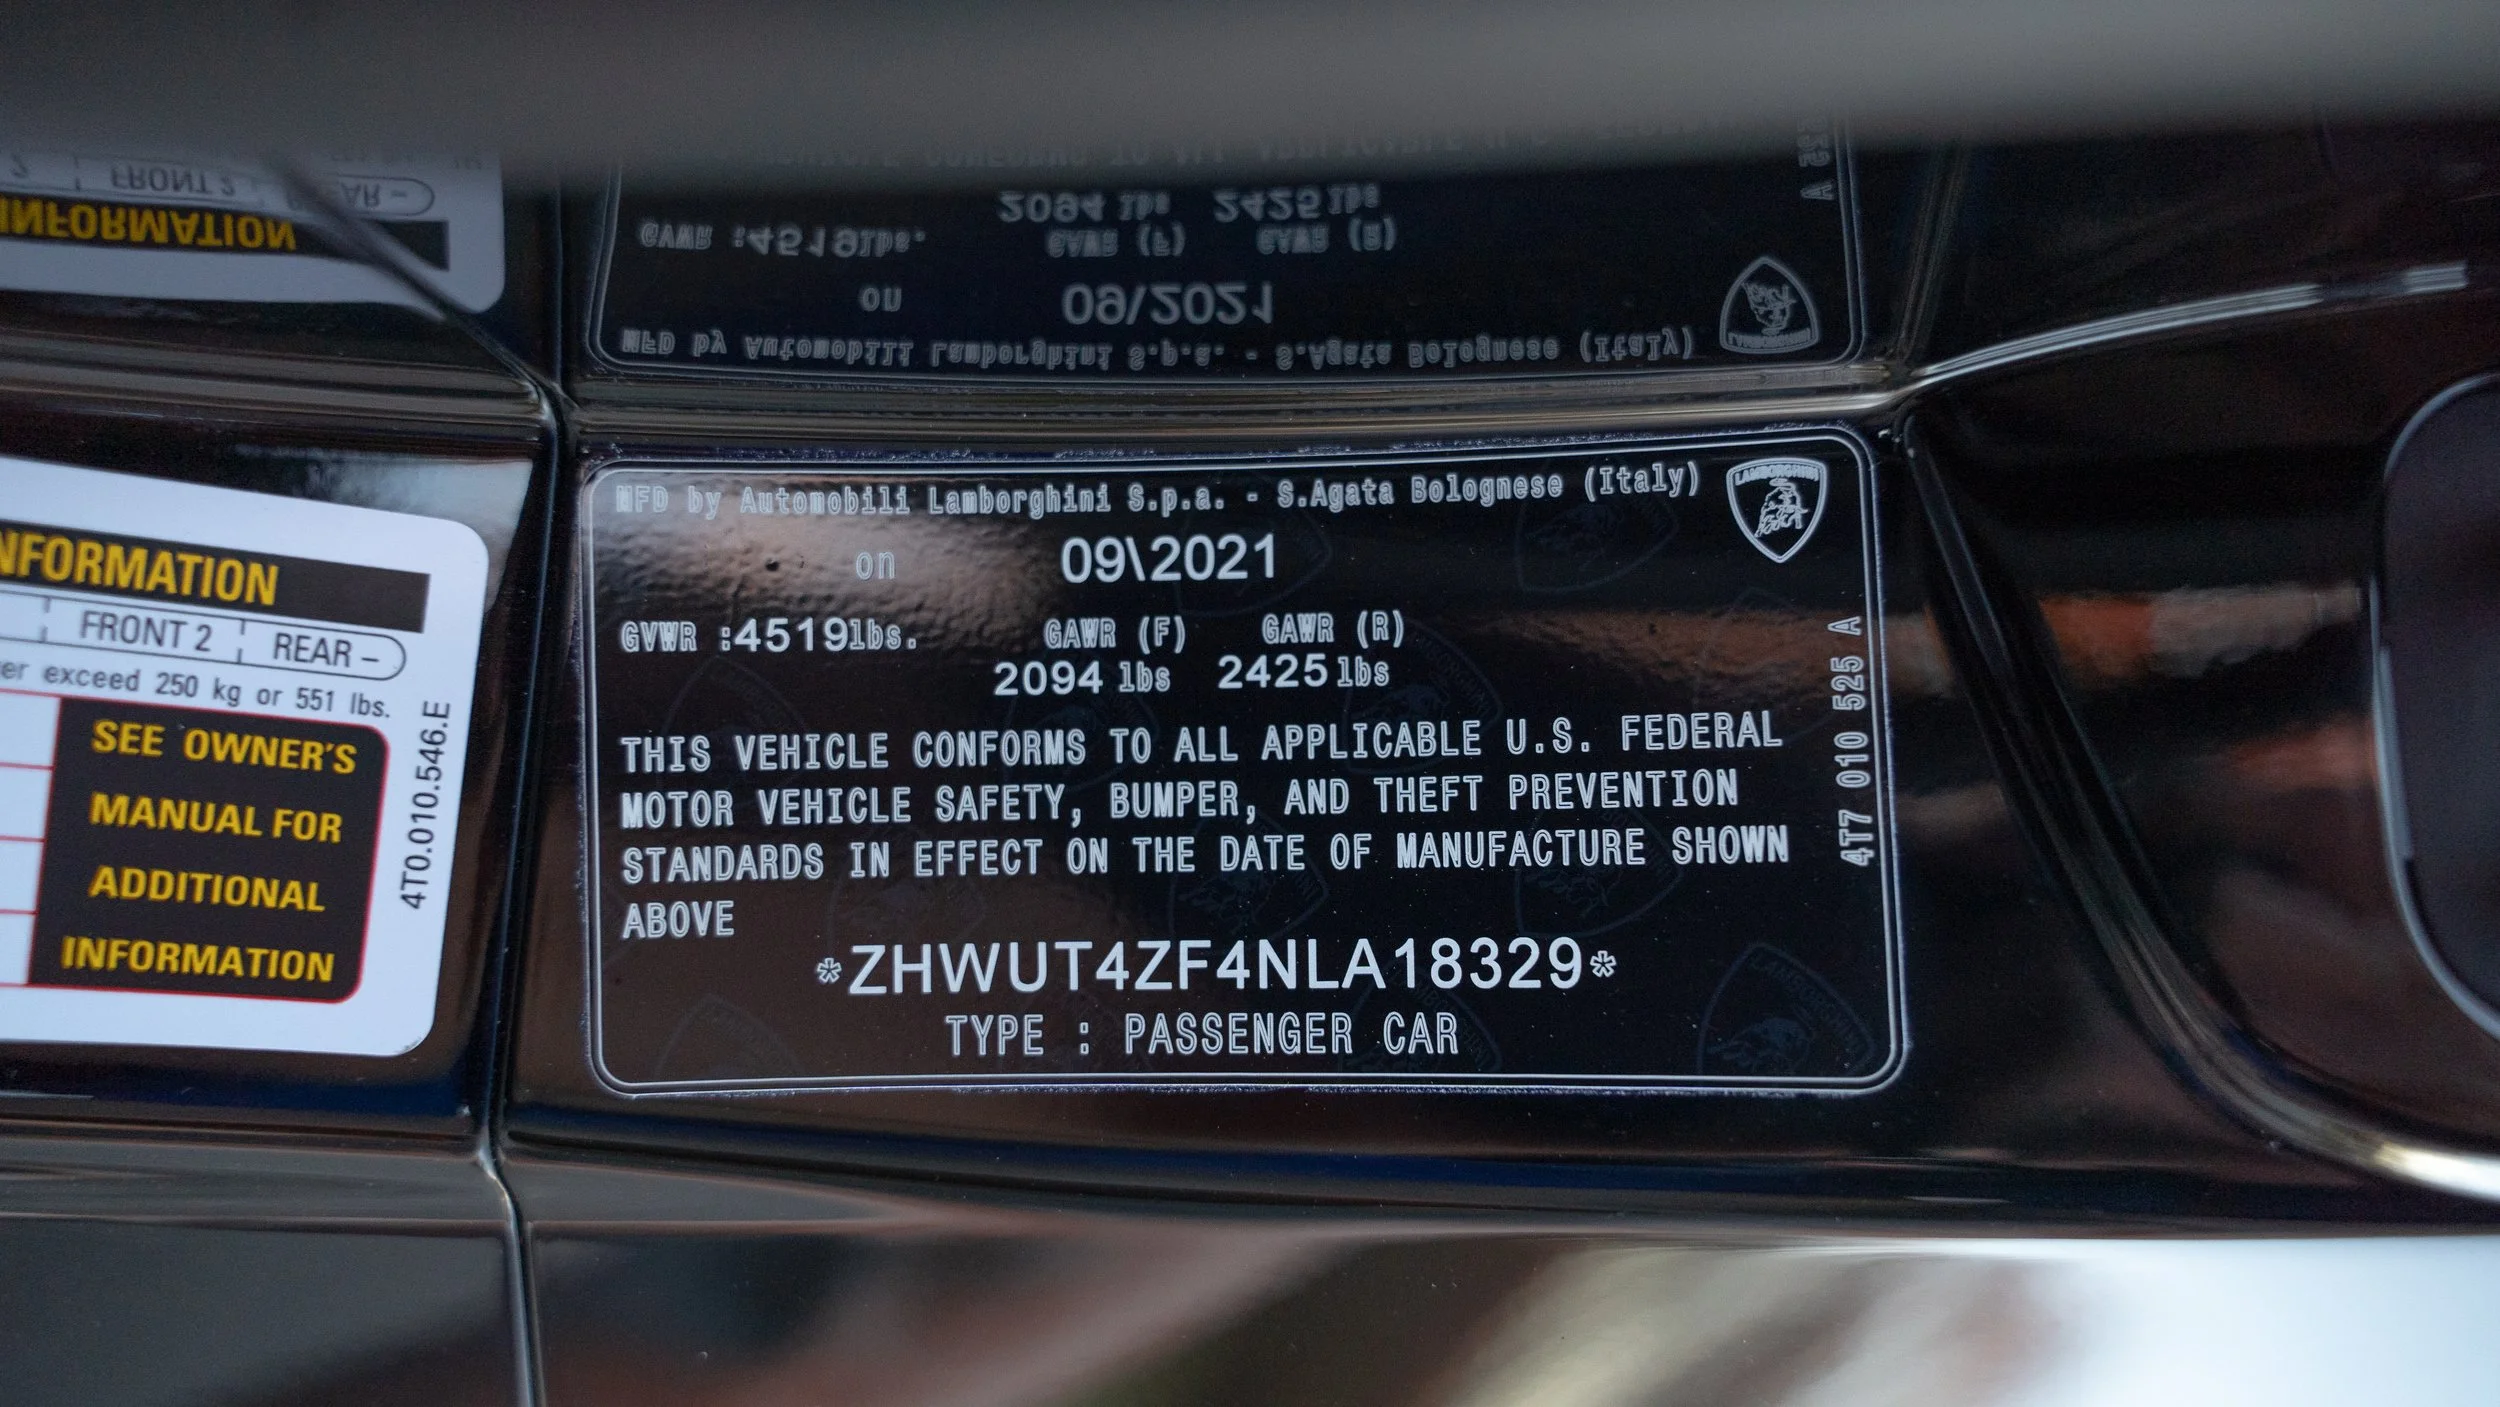 MFD by Automobili Lamborghini S.p.a. - S.Agata Bolognese (Italy)
LAMBORGHINI
on 09\2021
GVWR :4519lbs. GAWR (F) GAWR (R)
2094 lbs 2425 lbs
THIS VEHICLE CONFORMS TO ALL APPLICABLE U.S. FEDERAL
MOTOR VEHICLE SAFETY, BUMPER, AND THEFT PREVENTION
STANDARDS IN EFFECT ON THE DATE OF MANUFACTURE SHOWN
ABOVE
*ZHWUT4ZF4NLA18329*
TYPE : PASSENGER CAR
4T7 010 525 A
INFORMATION
FRONT 2 REAR –
exceed 250 kg or 551 lbs.
SEE OWNER'S
MANUAL FOR
ADDITIONAL
INFORMATION
4T0.010.546.E